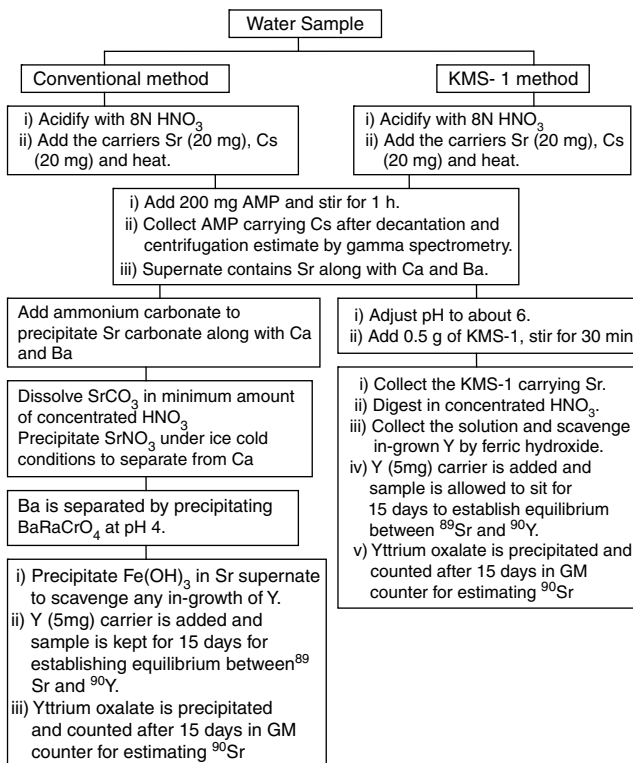 Water Sample
Conventional method
KMS- 1 method
i) Acidify with 8N HNO₃
ii) Add the carriers Sr (20 mg), Cs
(20 mg) and heat.
i) Acidify with 8N HNO₃
ii) Add the carriers Sr (20 mg), Cs
(20 mg) and heat.
i) Add 200 mg AMP and stir for 1 h.
ii) Collect AMP carrying Cs after decantation and
centrifugation estimate by gamma spectrometry.
iii) Supernate contains Sr along with Ca and Ba.
Add ammonium carbonate to
precipitate Sr carbonate along with Ca
and Ba
Dissolve SrCO₃ in minimum amount
of concentrated HNO₃
Precipitate SrNO₃ under ice cold
conditions to separate from Ca
Ba is separated by precipitating
BaRaCrO₄ at pH 4.
i) Precipitate Fe(OH)₃ in Sr supernate
to scavenge any in-growth of Y.
ii) Y (5mg) carrier is added and
sample is kept for 15 days for
establishing equilibrium between⁸⁹
Sr and ⁹⁰Y.
iii) Yttrium oxalate is precipitated
and counted after 15 days in GM
counter for estimating ⁹⁰Sr
i) Adjust pH to about 6.
ii) Add 0.5 g of KMS-1, stir for 30 min
i) Collect the KMS-1 carrying Sr.
ii) Digest in concentrated HNO₃.
iii) Collect the solution and scavenge
in-grown Y by ferric hydroxide.
iv) Y (5mg) carrier is added and
sample is allowed to sit for
15 days to establish equilibrium
between ⁸⁹Sr and ⁹⁰Y.
v) Yttrium oxalate is precipitated and
counted after 15 days in GM
counter for estimating ⁹⁰Sr